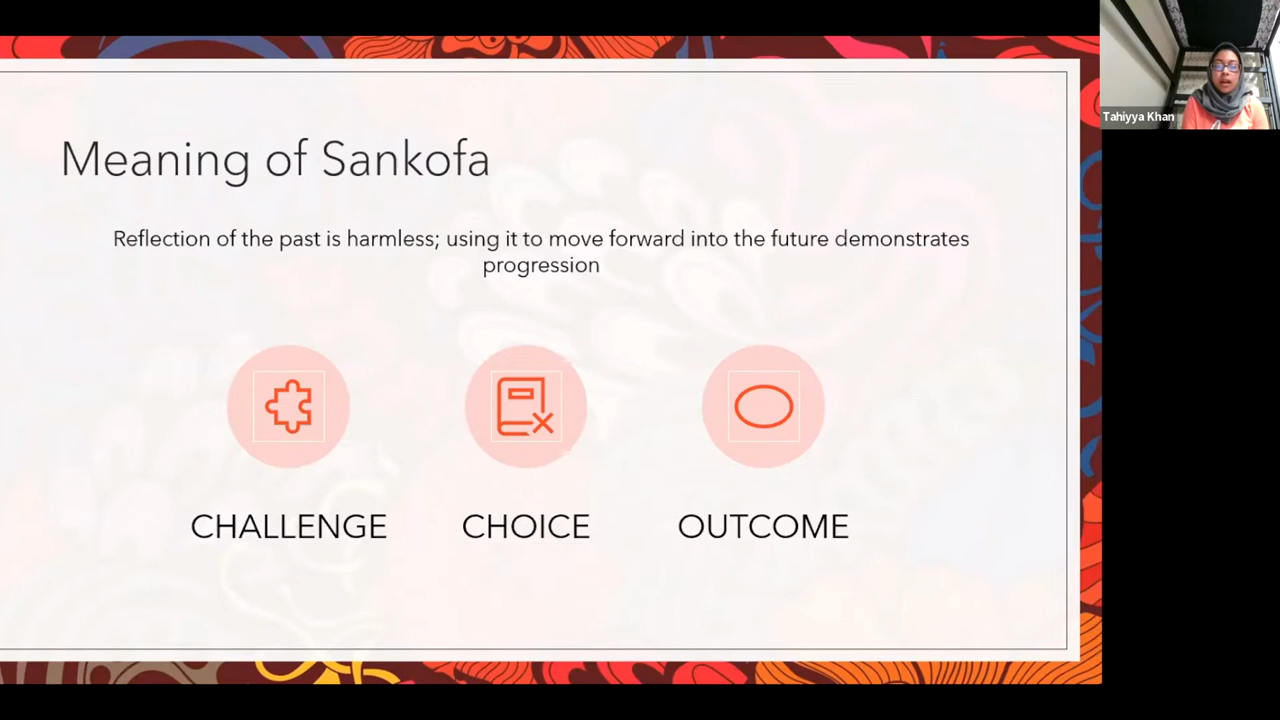 Meaning of Sankofa
Reflection of the past is harmless; using it to move forward into the future demonstrates
progression
CHALLENGE
CHOICE
OUTCOME
Tahiyya Khan